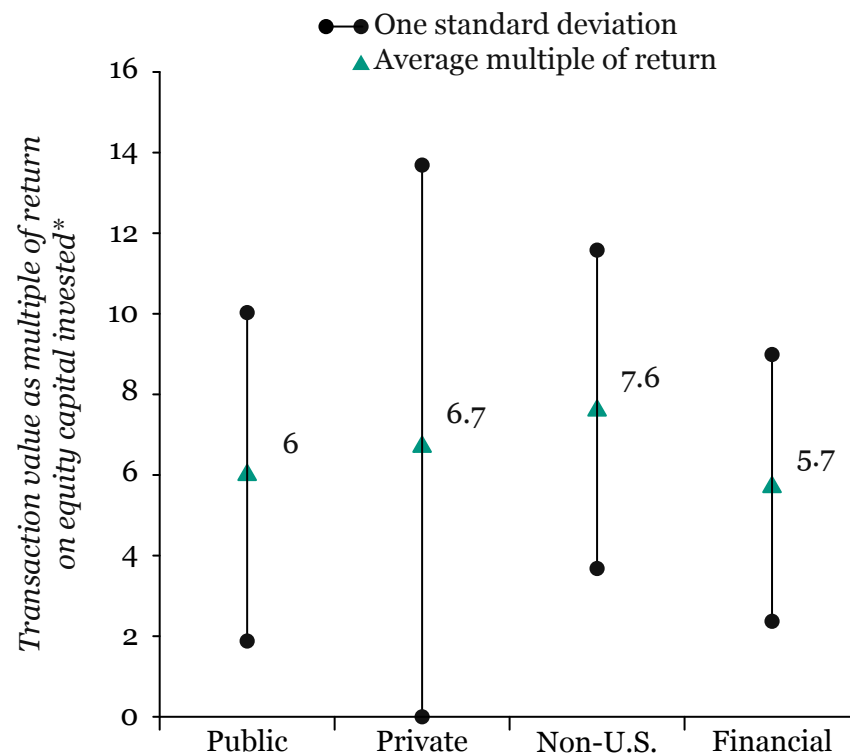 One standard deviation
Average multiple of return
Transaction value as multiple of return
on equity capital invested*
16
14
12
10
8
6
4
2
0
6
6.7
7.6
5.7
Public
Private
Non-U.S.
Financial